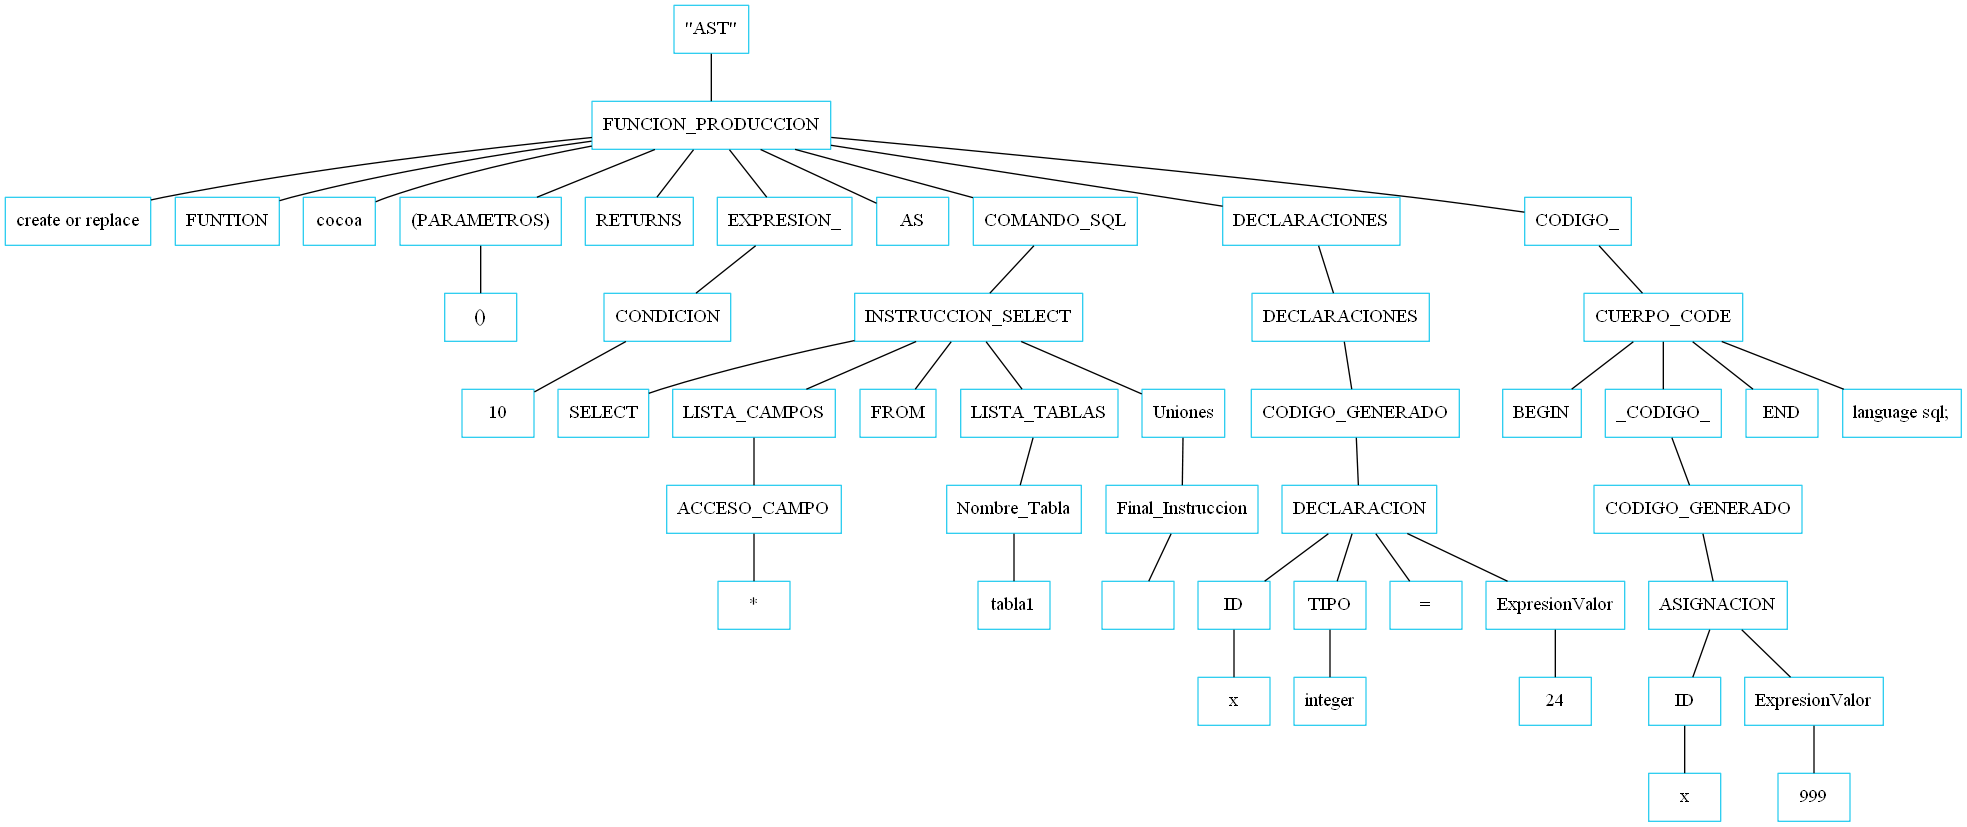 "AST"
FUNCION_PRODUCCION
create or replace
FUNTION
cocoa
(PARAMETROS)
RETURNS
EXPRESION_
AS
COMANDO_SQL
DECLARACIONES
CODIGO_
()
CONDICION
INSTRUCCION_SELECT
DECLARACIONES
CUERPO_CODE
10
SELECT
LISTA_CAMPOS
FROM
LISTA_TABLAS
Uniones
CODIGO_GENERADO
BEGIN
_CODIGO_
END
language sql;
ACCESO_CAMPO
Nombre_Tabla
Final_Instruccion
DECLARACION
CODIGO_GENERADO
*
tabla1
ID
TIPO
=
ExpresionValor
ASIGNACION
x
integer
24
ID
ExpresionValor
x
999